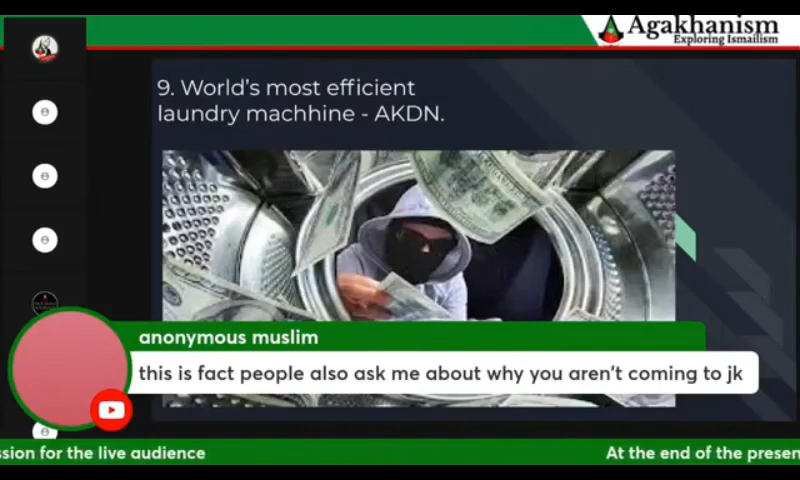 Agakhanism
Exploring Ismailism
9. World's most efficient
laundry machhine - AKDN.
anonymous muslim
this is fact people also ask me about why you aren't coming to jk
ssion for the live audience
At the end of the presen